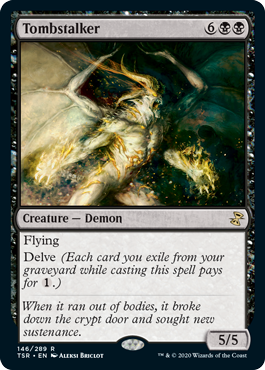 Tombstalker 6
Creature — Demon
Flying
Delve (Each card you exile from your
graveyard while casting this spell pays
for 1.)
When it ran out of bodies, it broke
down the crypt door and sought new
sustenance.
5/5
146/289 R
TSR • EN ALEKSI BRICLOT
™ & © 2020 Wizards of the Coast